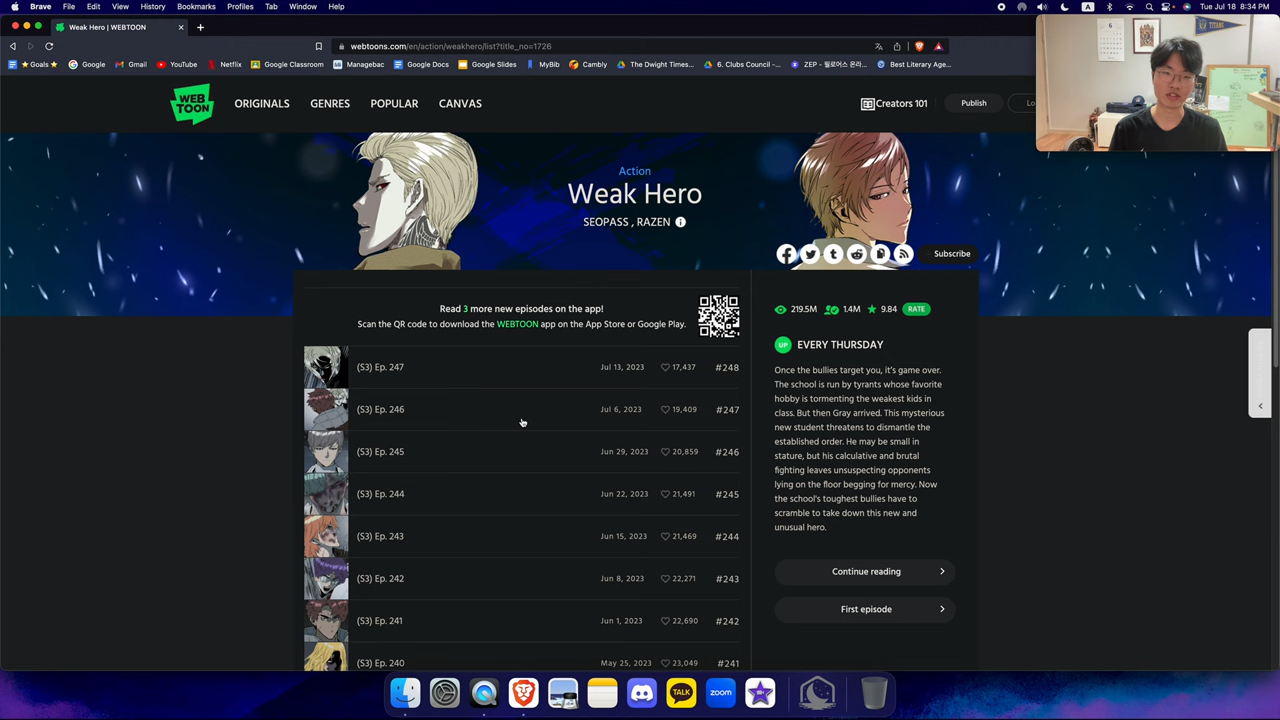 Brave File Edit View History Bookmarks Profiles Tab Window Help A Tue Jul 18 8:34 PM
Weak Hero | WEBTOON
webtoons.com/en/action/weakhero/list?title_no=1726
Goals Google Gmail YouTube Netflix Google Classroom Managebac Google Docs Google Slides MyBib Cambly The Dwight Times... 6. Clubs Council -... ZEP - 웰로어스 온라... Best Literary Age...
WEB TOON
ORIGINALS GENRES POPULAR CANVAS Creators 101 Publish Lo
TITANS
Action
Weak Hero
SEOPASS , RAZEN
Subscribe
Read 3 more new episodes on the app!
Scan the QR code to download the WEBTOON app on the App Store or Google Play.
(S3) Ep. 247 Jul 13, 2023 17,437 #248
(S3) Ep. 246 Jul 6, 2023 19,409 #247
(S3) Ep. 245 Jun 29, 2023 20,859 #246
(S3) Ep. 244 Jun 22, 2023 21,491 #245
(S3) Ep. 243 Jun 15, 2023 21,469 #244
(S3) Ep. 242 Jun 8, 2023 22,271 #243
(S3) Ep. 241 Jun 1, 2023 22,690 #242
(S3) Ep. 240 May 25, 2023 23,049 #241
219.5M 1.4M 9.84 RATE
UP EVERY THURSDAY
Once the bullies target you, it's game over.
The school is run by tyrants whose favorite
hobby is tormenting the weakest kids in
class. But then Gray arrived. This mysterious
new student threatens to dismantle the
established order. He may be small in
stature, but his calculative and brutal
fighting leaves unsuspecting opponents
lying on the floor begging for mercy. Now
the school's toughest bullies have to
scramble to take down this new and
unusual hero.
Continue reading
First episode
TALK
zoom